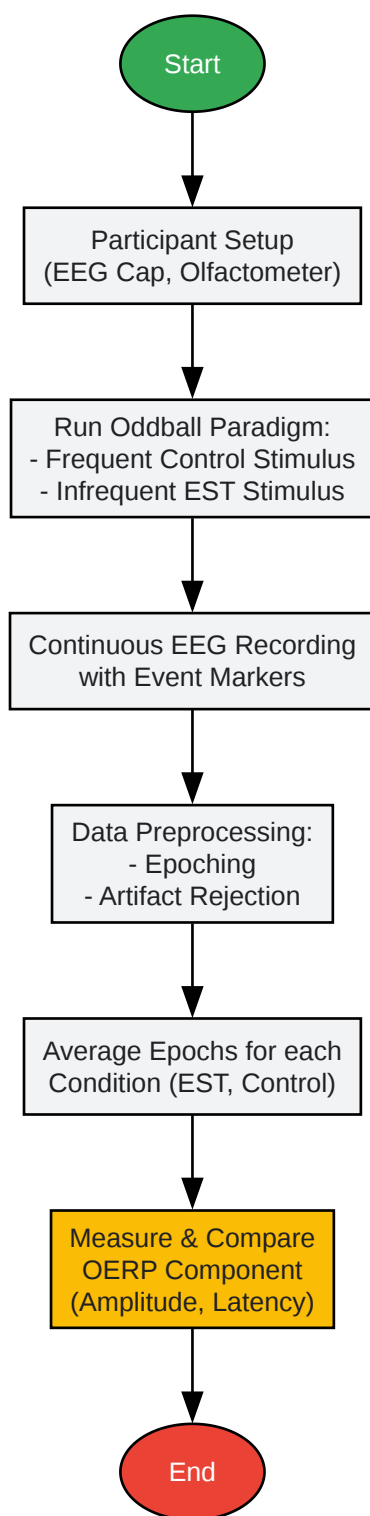 Start
Participant Setup
(EEG Cap, Olfactometer)
Run Oddball Paradigm:
- Frequent Control Stimulus
- Infrequent EST Stimulus
Continuous EEG Recording
with Event Markers
Data Preprocessing:
- Epoching
- Artifact Rejection
Average Epochs for each
Condition (EST, Control)
Measure & Compare
OERP Component
(Amplitude, Latency)
End